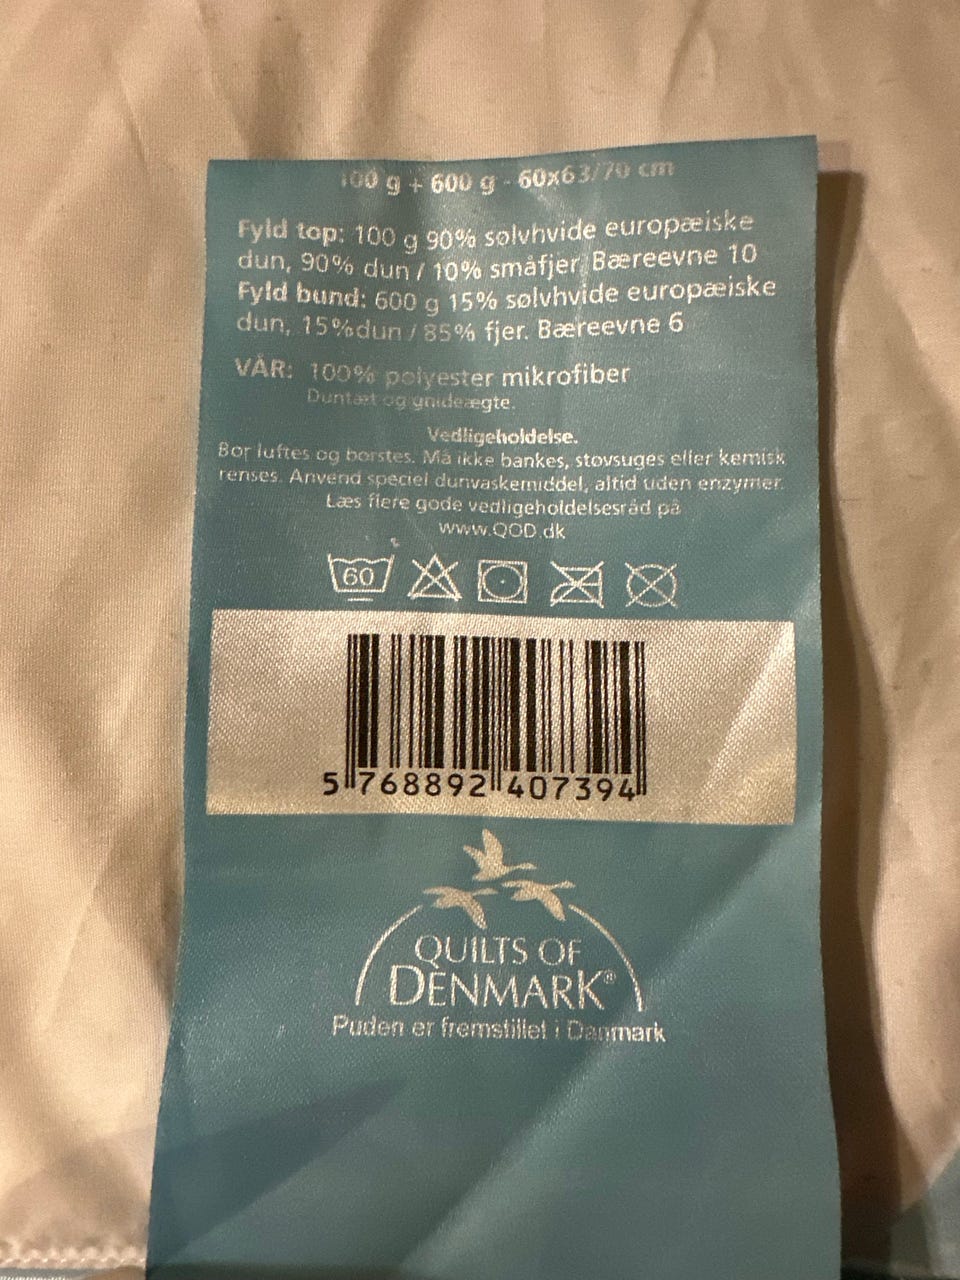 100 g + 600 g - 60x63/70 cm
Fyld top: 100 g 90% sølvhvide europæiske
dun, 90% dun / 10% småfjer. Bæreevne 10
Fyld bund: 600 g 15% sølvhvide europæiske
dun, 15%dun / 85% fjer. Bæreevne 6
VÅR: 100% polyester mikrofiber
Duntæt og gnideægte.
Vedligeholdelse.
Bør luftes og børstes. Må ikke bankes, støvsuges eller kemisk
renses. Anvend speciel dunvaskemiddel, altid uden enzymer.
Læs flere gode vedligeholdelsesråd på
www.QOD.dk
60
5 768892 407394
QUILTS OF
DENMARK®
Puden er fremstillet i Danmark